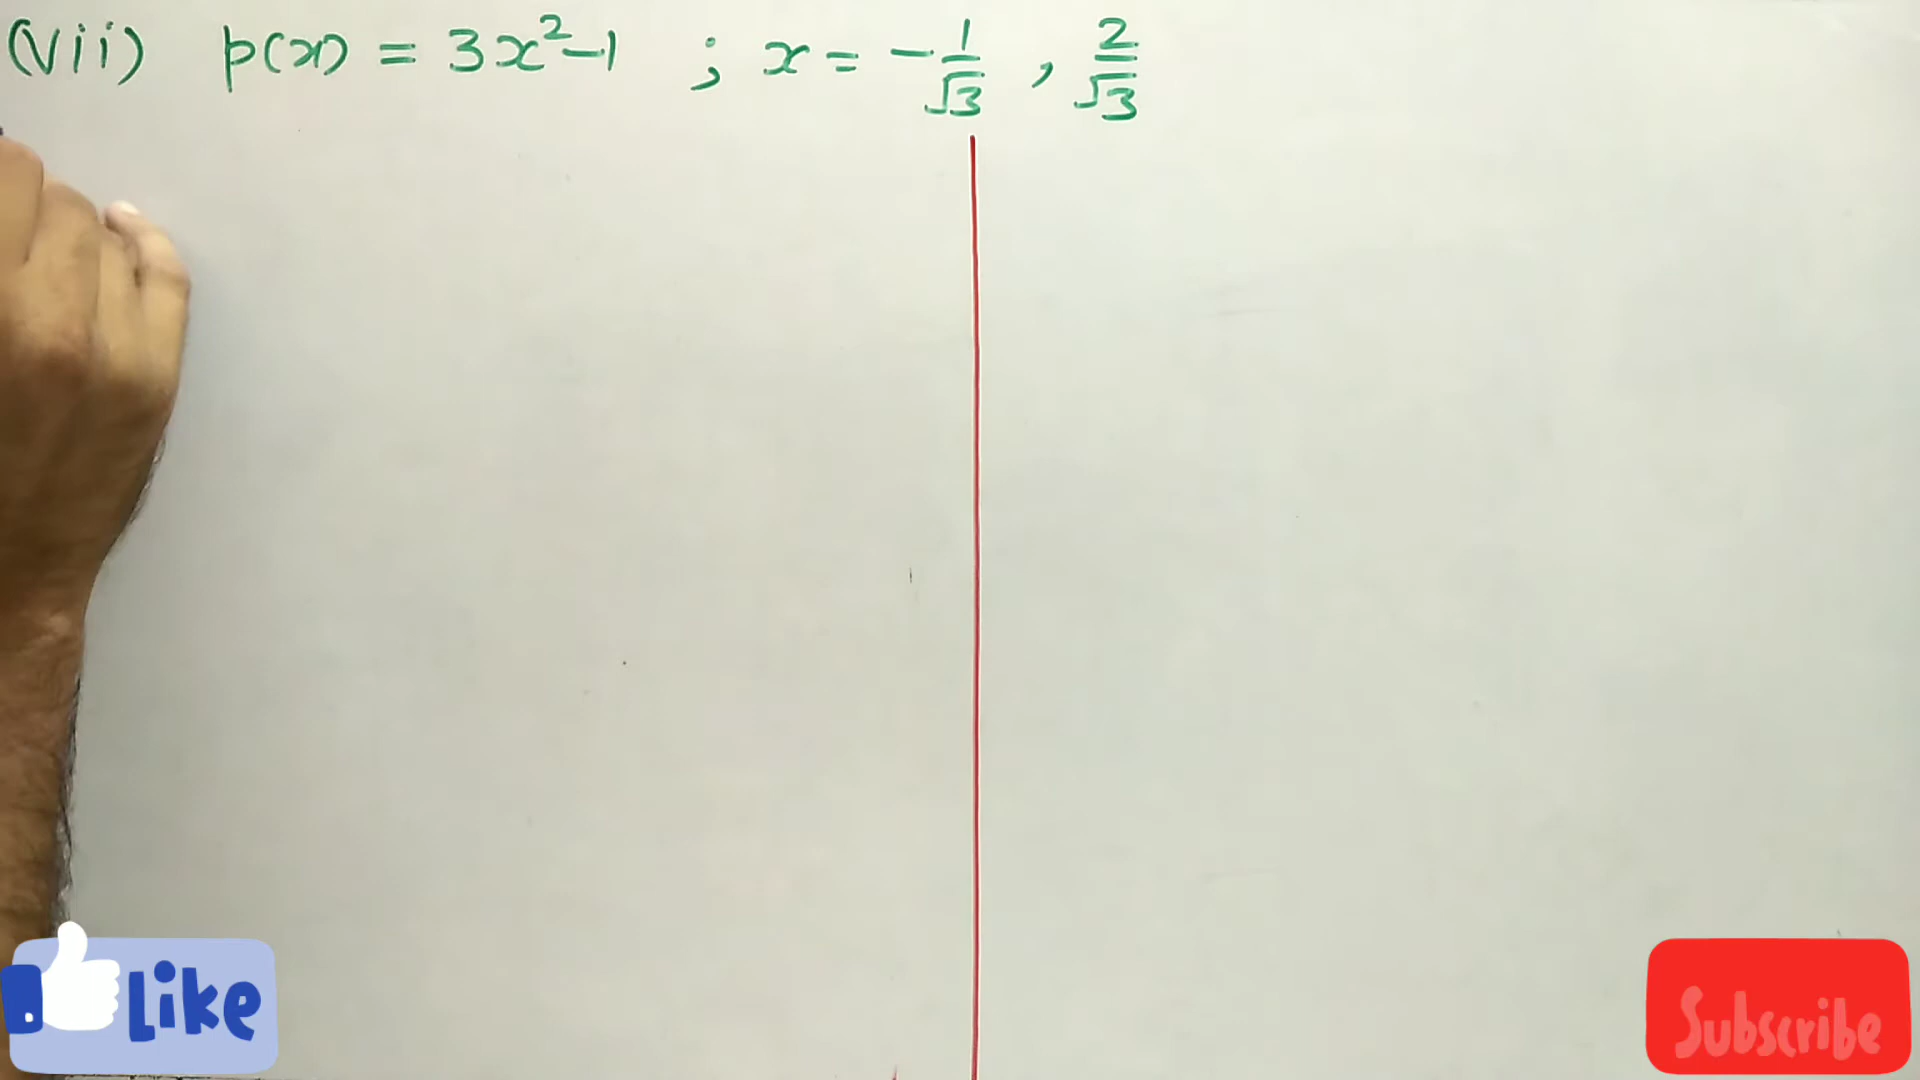 (vii) p(x) = 3x²-1 ; x = -1/√3 , 2/√3
Like
Subscribe